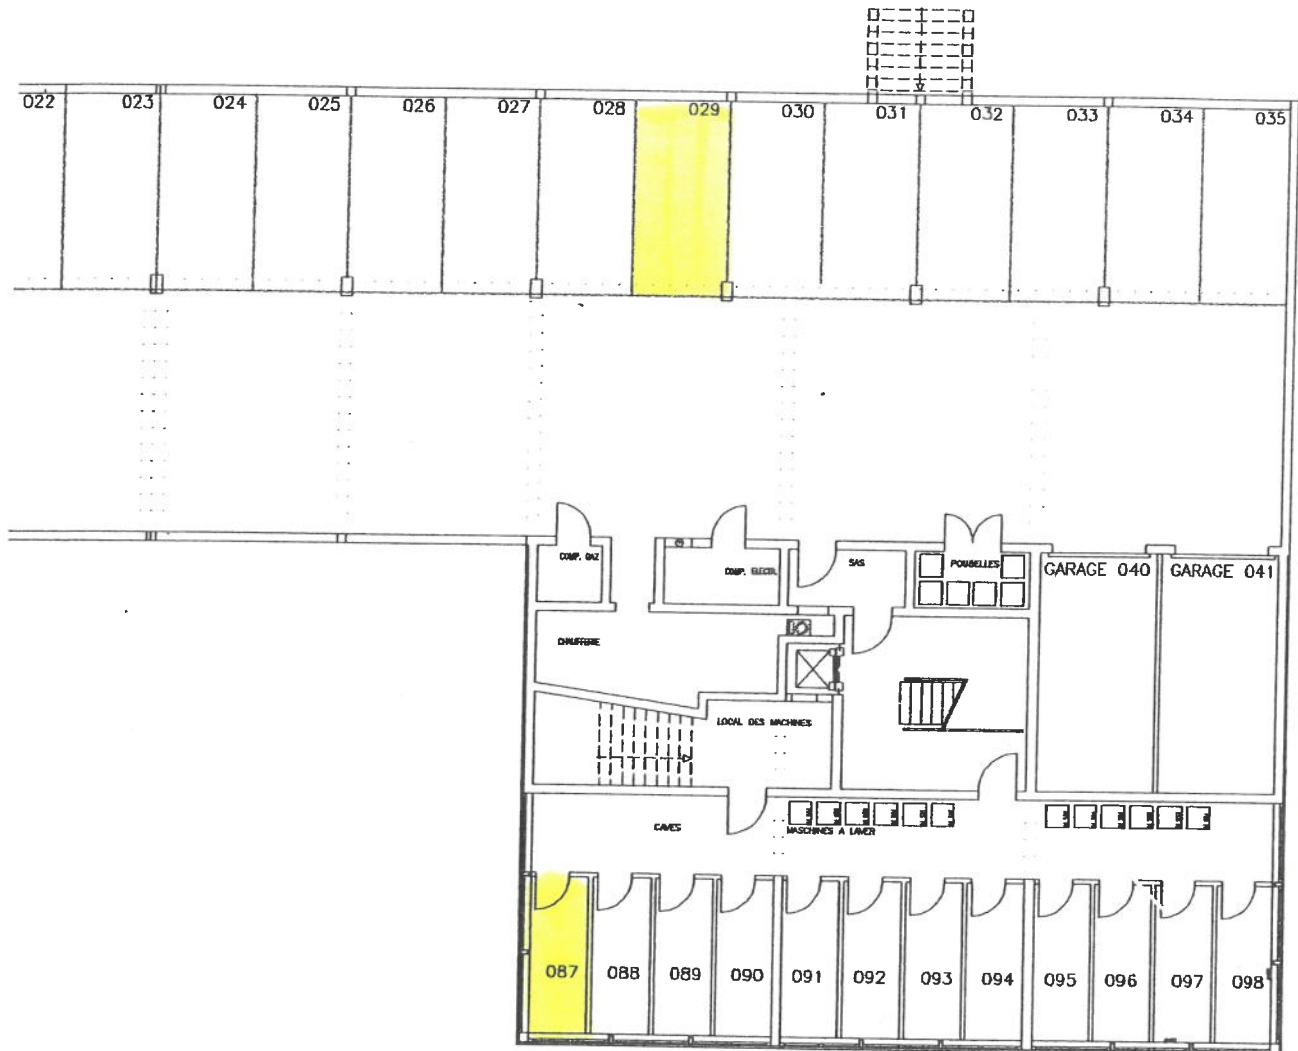 022 023 024 025 026 027 028 029 030 031 032 033 034 035
COMP. GAZ
COMP. ELECTR.
SAS
POUBELLES
GARAGE 040 GARAGE 041
CHAUFFERIE
LOCAL DES MACHINES
CAVES
MASCHINES A LAVER
087 088 089 090 091 092 093 094 095 096 097 098